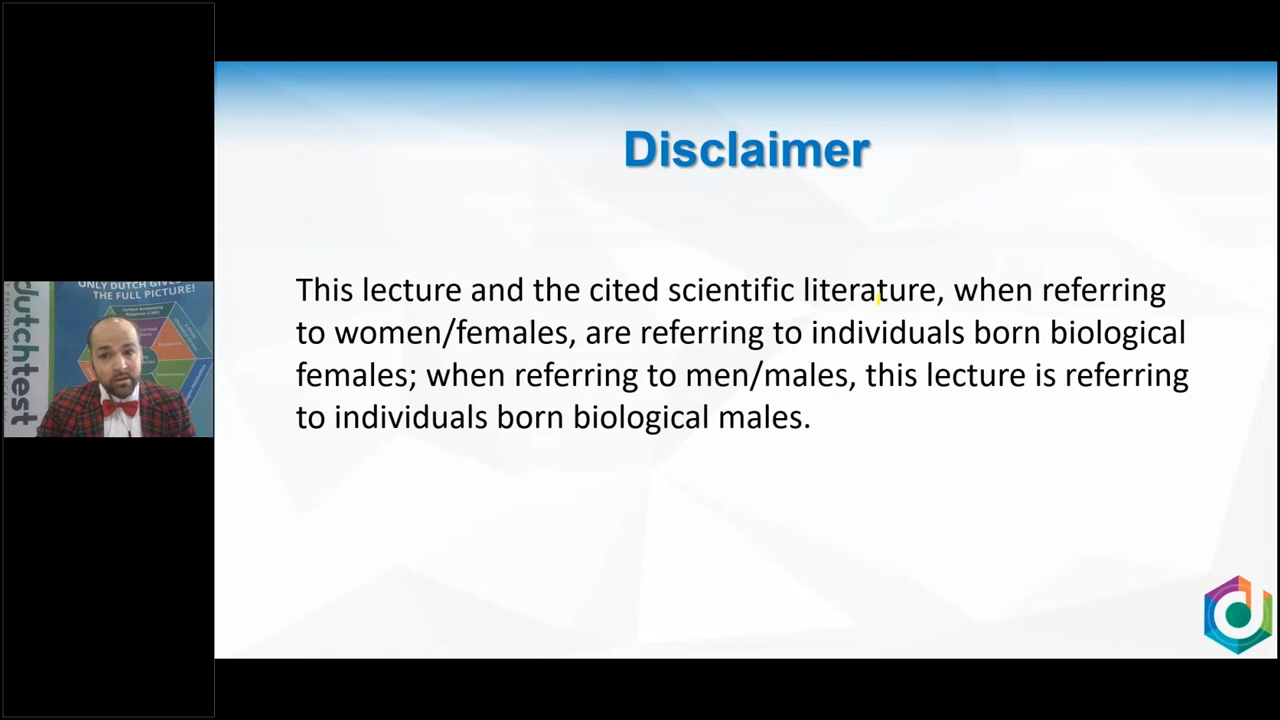 Disclaimer
This lecture and the cited scientific literature, when referring
to women/females, are referring to individuals born biological
females; when referring to men/males, this lecture is referring
to individuals born biological males.
dutchtest
ONLY DUTCH GIVES
THE FULL PICTURE!